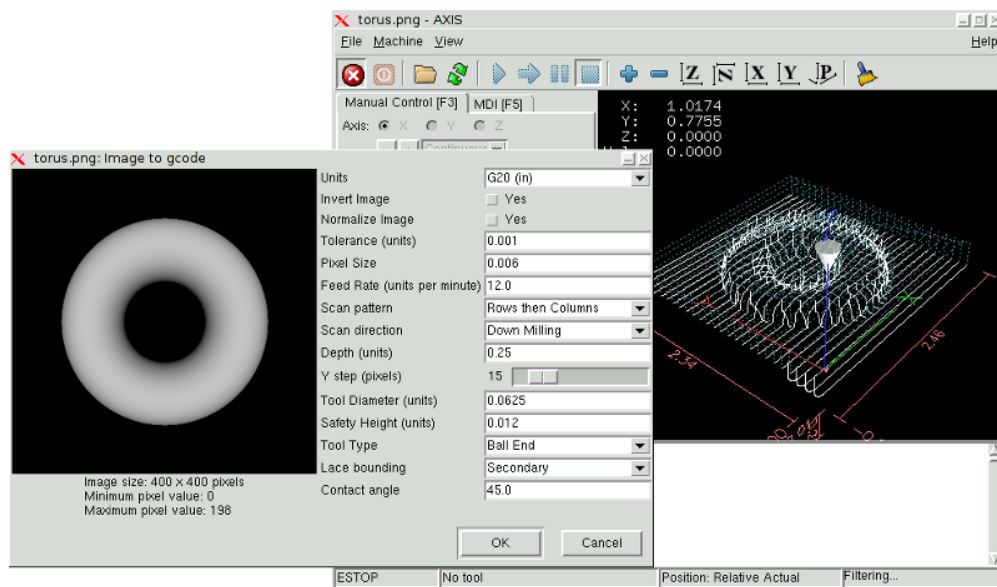 torus.png - AXIS
File Machine View Help
Z N X Y P
Manual Control [F3] MDI [F5]
Axis: X Y Z
Continuous
X: 1.0174
Y: 0.7755
Z: 0.0000
0.0000
2.34
2.46
torus.png: Image to gcode
Units G20 (in)
Invert Image Yes
Normalize Image Yes
Tolerance (units) 0.001
Pixel Size 0.006
Feed Rate (units per minute) 12.0
Scan pattern Rows then Columns
Scan direction Down Milling
Depth (units) 0.25
Y step (pixels) 15
Tool Diameter (units) 0.0625
Safety Height (units) 0.012
Tool Type Ball End
Lace bounding Secondary
Contact angle 45.0
Image size: 400 x 400 pixels
Minimum pixel value: 0
Maximum pixel value: 198
OK Cancel
ESTOP No tool Position: Relative Actual Filtering...